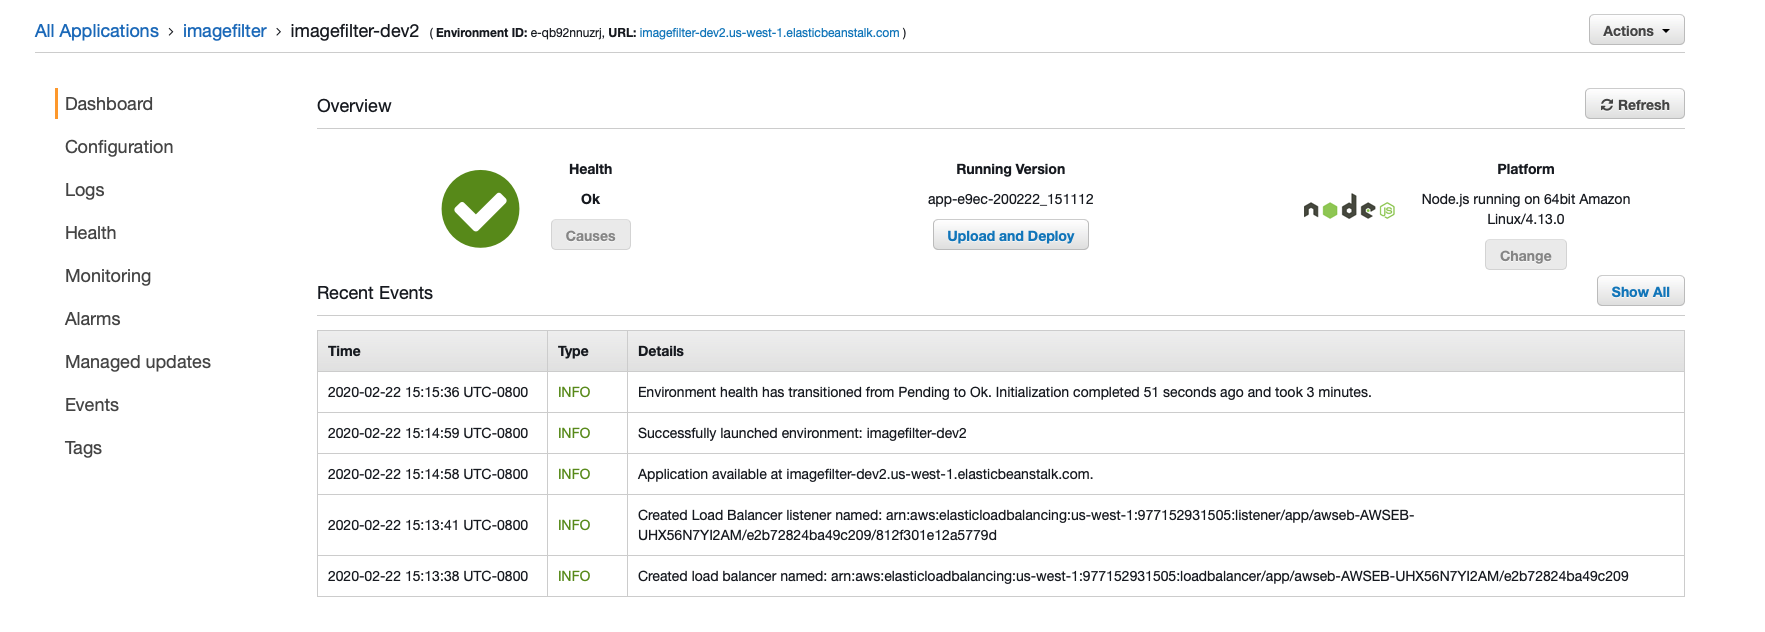 All Applications › imagefilter › imagefilter-dev2 ( Environment ID: e-qb92nnuzrj, URL: imagefilter-dev2.us-west-1.elasticbeanstalk.com )
Actions
Dashboard
Configuration
Logs
Health
Monitoring
Alarms
Managed updates
Events
Tags
Overview
Refresh
Health
Ok
Causes
Running Version
app-e9ec-200222_151112
Upload and Deploy
node JS
Platform
Node.js running on 64bit Amazon
Linux/4.13.0
Change
Recent Events
Show All
Time Type Details
2020-02-22 15:15:36 UTC-0800 INFO Environment health has transitioned from Pending to Ok. Initialization completed 51 seconds ago and took 3 minutes.
2020-02-22 15:14:59 UTC-0800 INFO Successfully launched environment: imagefilter-dev2
2020-02-22 15:14:58 UTC-0800 INFO Application available at imagefilter-dev2.us-west-1.elasticbeanstalk.com.
2020-02-22 15:13:41 UTC-0800 INFO Created Load Balancer listener named: arn:aws:elasticloadbalancing:us-west-1:977152931505:listener/app/awseb-AWSEB-
UHX56N7YI2AM/e2b72824ba49c209/812f301e12a5779d
2020-02-22 15:13:38 UTC-0800 INFO Created load balancer named: arn:aws:elasticloadbalancing:us-west-1:977152931505:loadbalancer/app/awseb-AWSEB-UHX56N7YI2AM/e2b72824ba49c209